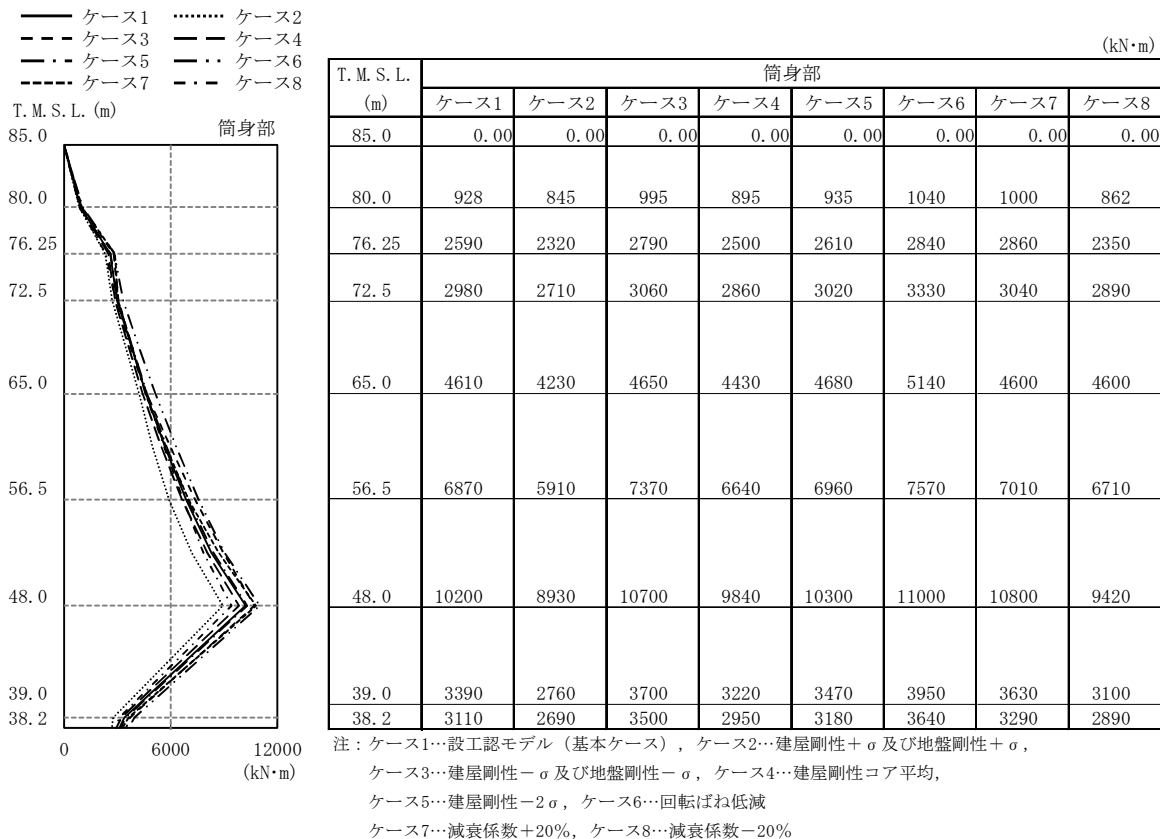 ケース1 ケース2
ケース3 ケース4
ケース5 ケース6
ケース7 ケース8
T.M.S.L.(m)
筒身部
85.0
80.0
76.25
72.5
65.0
56.5
48.0
39.0
38.2
0 6000 12000
(kN・m)
(kN・m)
T.M.S.L. 筒身部
(m) ケース1 ケース2 ケース3 ケース4 ケース5 ケース6 ケース7 ケース8
85.0 0.00 0.00 0.00 0.00 0.00 0.00 0.00 0.00
80.0 928 845 995 895 935 1040 1000 862
76.25 2590 2320 2790 2500 2610 2840 2860 2350
72.5 2980 2710 3060 2860 3020 3330 3040 2890
65.0 4610 4230 4650 4430 4680 5140 4600 4600
56.5 6870 5910 7370 6640 6960 7570 7010 6710
48.0 10200 8930 10700 9840 10300 11000 10800 9420
39.0 3390 2760 3700 3220 3470 3950 3630 3100
38.2 3110 2690 3500 2950 3180 3640 3290 2890
注：ケース1…設工認モデル（基本ケース），ケース2…建屋剛性＋σ及び地盤剛性＋σ，
ケース3…建屋剛性－σ及び地盤剛性－σ，ケース4…建屋剛性コア平均，
ケース5…建屋剛性－2σ，ケース6…回転ばね低減
ケース7…減衰係数＋20%，ケース8…減衰係数－20%